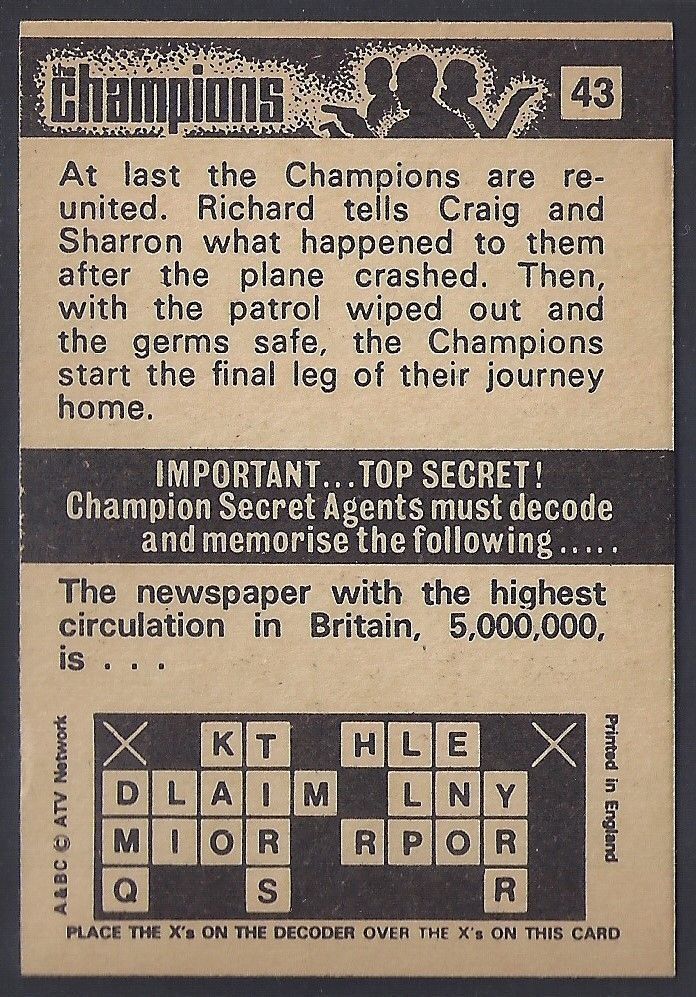 the
champions
43
At last the Champions are re-
united. Richard tells Craig and
Sharron what happened to them
after the plane crashed. Then,
with the patrol wiped out and
the germs safe, the Champions
start the final leg of their journey
home.
IMPORTANT...TOP SECRET!
Champion Secret Agents must decode
and memorise the following.....
The newspaper with the highest
circulation in Britain, 5,000,000,
is . . .
X K T H L E X
D L A I M L N Y
M I O R R P O R
Q S R
A & BC © ATV Network
Printed in England
PLACE THE X's ON THE DECODER OVER THE X's ON THIS CARD